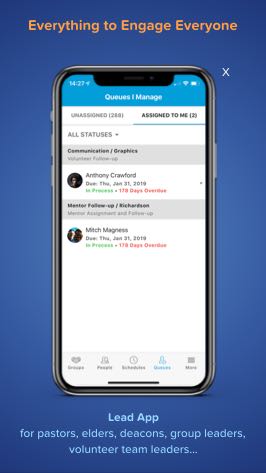 Everything to Engage Everyone
X
14:27
Queues I Manage
UNASSIGNED (288) ASSIGNED TO ME (2)
ALL STATUSES
Communication / Graphics
Volunteer Follow-up
Anthony Crawford
Due: Thu, Jan 31, 2019
In Process • 178 Days Overdue
Mentor Follow-up / Richardson
Mentor Assignment and Follow-up
Mitch Magness
Due: Thu, Jan 31, 2019
In Process • 178 Days Overdue
Groups People Schedules Queues More
Lead App
for pastors, elders, deacons, group leaders,
volunteer team leaders...